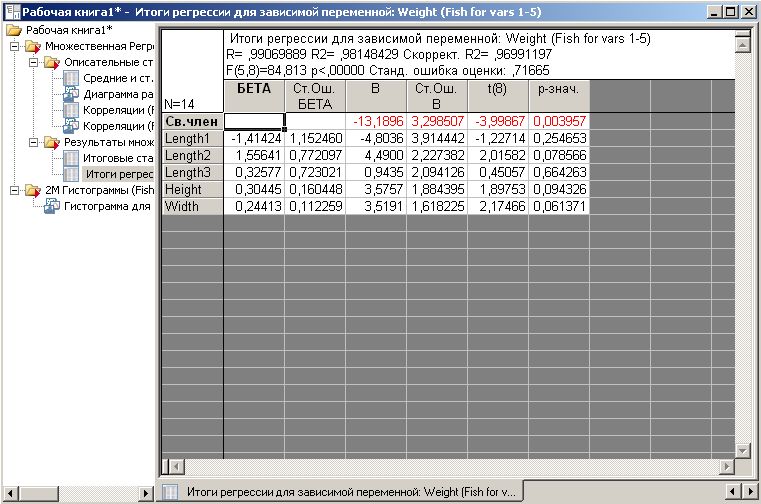 Рабочая книга1* - Итоги регрессии для зависимой переменной: Weight (Fish for vars 1-5)
Рабочая книга1*
Множественная Регре
Описательные ст
Средние и ст.
Диаграмма ра
Корреляции (F
Корреляции (F
Результаты множ
Итоговые ста
Итоги регрес
2М Гистограммы (Fish
Гистограмма для
Итоги регрессии для зависимой переменной: Weight (Fish for vars 1-5)
R= ,99069889 R2= ,98148429 Скоррект. R2= ,96991197
F(5,8)=84,813 p<,00000 Станд. ошибка оценки: ,71665
N=14 БЕТА Ст.Ош. БЕТА B Ст.Ош. B t(8) p-знач.
Св.член -13,1896 3,298507 -3,99867 0,003957
Length1 -1,41424 1,152460 -4,8036 3,914442 -1,22714 0,254653
Length2 1,55641 0,772097 4,4900 2,227382 2,01582 0,078566
Length3 0,32577 0,723021 0,9435 2,094126 0,45057 0,664263
Height 0,30445 0,160448 3,5757 1,884395 1,89753 0,094326
Width 0,24413 0,112259 3,5191 1,618225 2,17466 0,061371
Итоги регрессии для зависимой переменной: Weight (Fish for v...